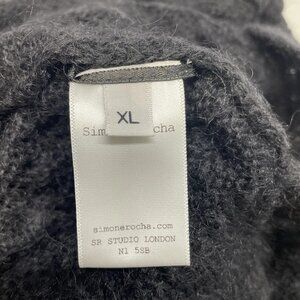 XL
Sim cha
simonerocha.com
SR STUDIO LONDON
N1 5SB